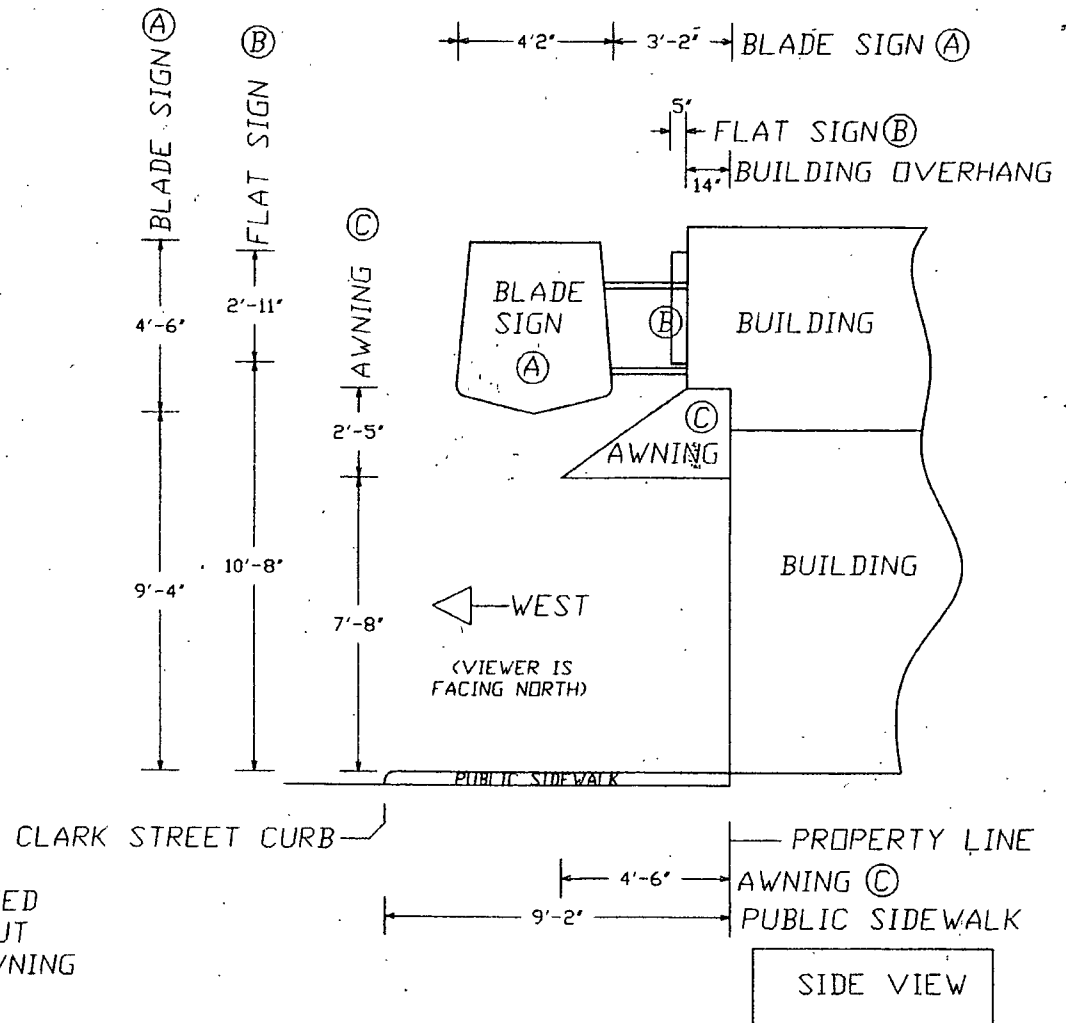 BLADE SIGN Ⓐ
FLAT SIGN Ⓑ
AWNING Ⓒ
4'2" 3'-2" BLADE SIGN Ⓐ
5" FLAT SIGN Ⓑ
14" BUILDING OVERHANG
4'-6"
2'-11"
BLADE
SIGN
Ⓐ
Ⓑ
BUILDING
Ⓒ
AWNING
2'-5"
9'-4"
10'-8"
7'-8"
WEST
(VIEWER IS
FACING NORTH)
BUILDING
PUBLIC SIDEWALK
CLARK STREET CURB
PROPERTY LINE
4'-6" AWNING Ⓒ
9'-2" PUBLIC SIDEWALK
ED
UT
WNING
SIDE VIEW